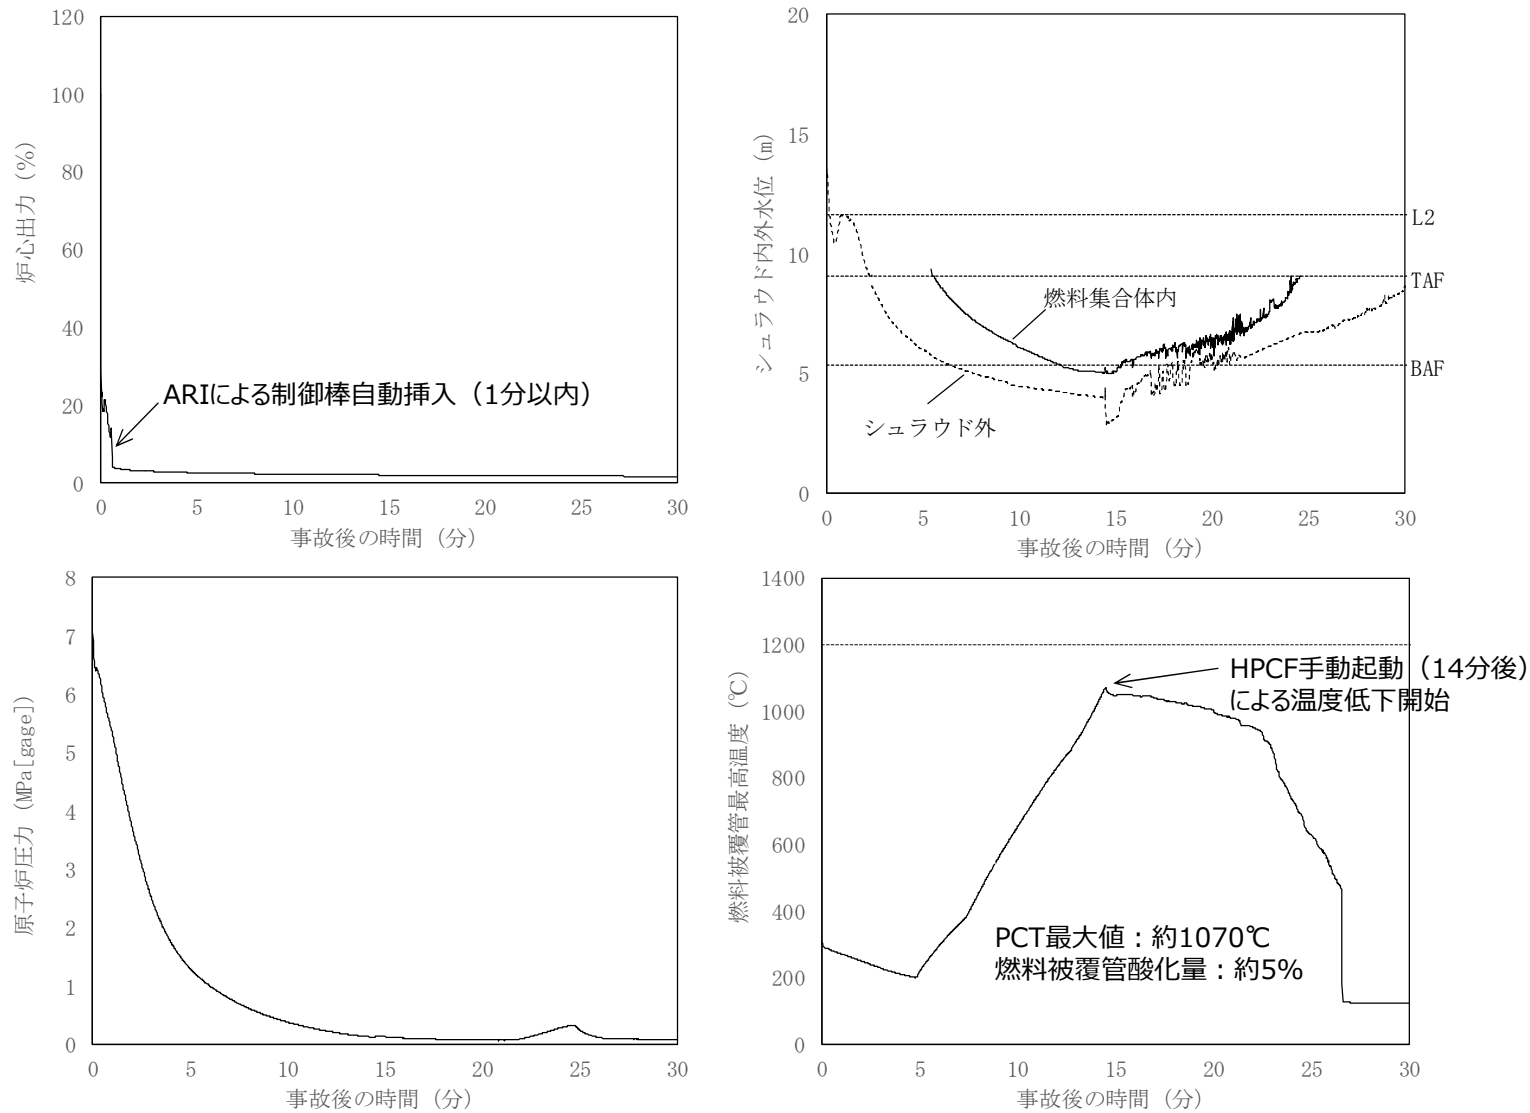 120
100
80
60
40
20
0
炉心出力 (%)
ARIによる制御棒自動挿入（1分以内）
0 5 10 15 20 25 30
事故後の時間 (分)
20
15
10
5
0
シュラウド内外水位 (m)
L2
TAF
BAF
燃料集合体内
シュラウド外
0 5 10 15 20 25 30
事故後の時間 (分)
8
7
6
5
4
3
2
1
0
原子炉圧力 (MPa[gage])
0 5 10 15 20 25 30
事故後の時間 (分)
1400
1200
1000
800
600
400
200
0
燃料被覆管最高温度 (℃)
HPCF手動起動（14分後）
による温度低下開始
PCT最大値：約1070℃
燃料被覆管酸化量：約5%
0 5 10 15 20 25 30
事故後の時間 (分)